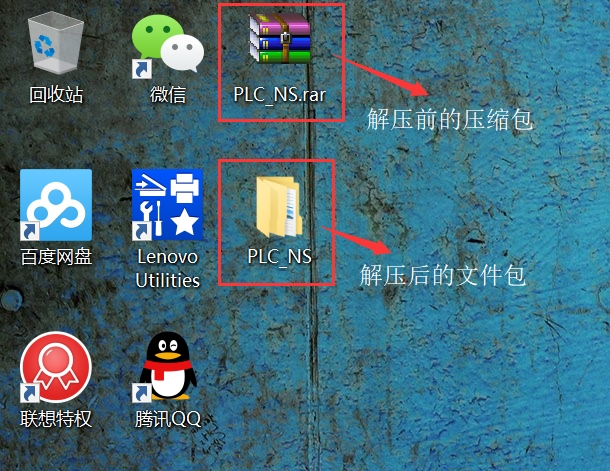 回收站
微信
PLC_NS.rar
解压前的压缩包
百度网盘
Lenovo
Utilities
PLC_NS
解压后的文件包
联想特权
腾讯QQ